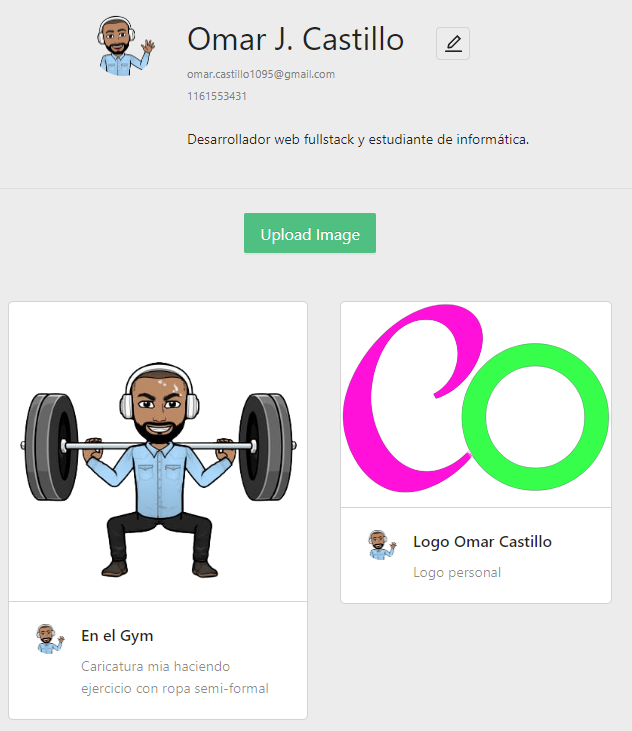 Omar J. Castillo
omar.castillo1095@gmail.com
1161553431
Desarrollador web fullstack y estudiante de informática.
Upload Image
CO
En el Gym
Caricatura mia haciendo
ejercicio con ropa semi-formal
Logo Omar Castillo
Logo personal